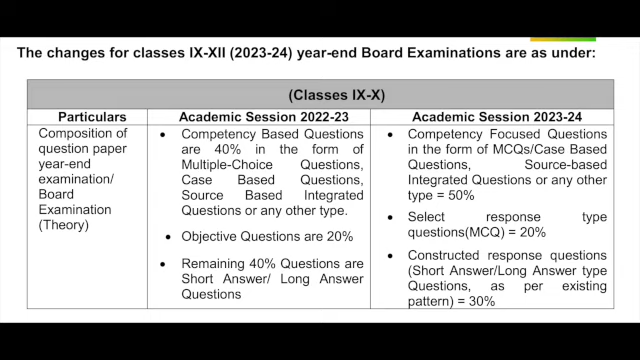 The changes for classes IX-XII (2023-24) year-end Board Examinations are as under:
(Classes IX-X)
Particulars
Academic Session 2022-23
Academic Session 2023-24
Composition of
question paper
year-end
examination/
Board
Examination
(Theory)
• Competency Based Questions
are 40% in the form of
Multiple-Choice Questions,
Case Based Questions,
Source Based Integrated
Questions or any other type.
• Objective Questions are 20%
• Remaining 40% Questions are
Short Answer/ Long Answer
Questions
• Competency Focused Questions
in the form of MCQs/Case Based
Questions, Source-based
Integrated Questions or any other
type = 50%
• Select response type
questions(MCQ) = 20%
• Constructed response questions
(Short Answer/Long Answer type
Questions, as per existing
pattern) = 30%